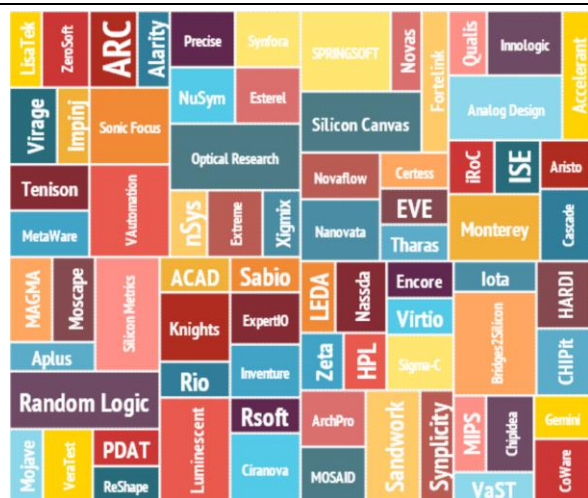 LisaTek
ZeroSoft
ARC
Alarity
Precise
Synfora
SPRINGSOFT
Novas
Fortelink
Qualis
Innologic
Accelerant
Virage
Impinj
Sonic Focus
NuSym
Esterel
Silicon Canvas
Analog Design
Optical Research
Tenison
VAutomation
MetaWare
nSys
Extreme
Xigmix
Novaflow
Certess
iRoC
ISE
Aristo
Nanovata
EVE
Tharas
Monterey
Cascade
MAGMA
Moscape
Silicon Metrics
ACAD
Sabio
LEDA
Nassda
Encore
Iota
HARDI
Knights
ExpertIO
Virtio
Bridges2Silicon
Aplus
Rio
Inventure
Zeta
HPL
Sigma-C
CHIPit
Random Logic
Luminescent
Rsoft
ArchPro
Sandwork
Synplicity
MIPS
ChipIdea
Gemini
Mojave
VeraTest
PDAT
ReShape
Ciranova
MOSAID
VaST
CoWare